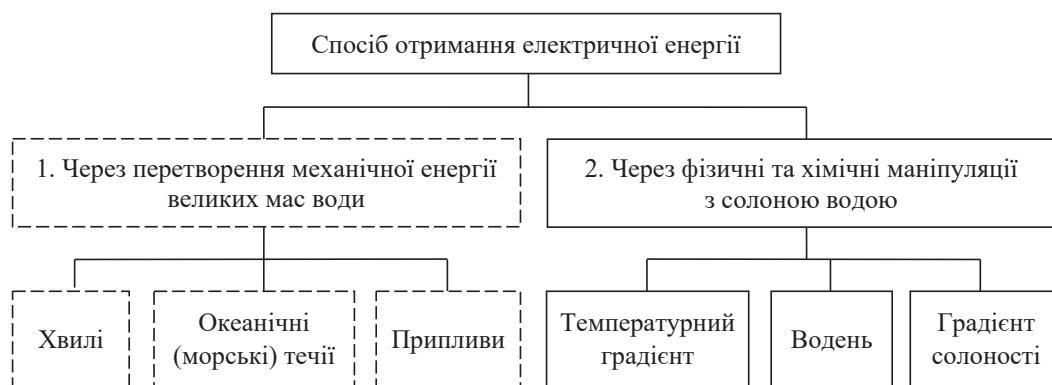 Спосіб отримання електричної енергії
1. Через перетворення механічної енергії
великих мас води
2. Через фізичні та хімічні маніпуляції
з солоною водою
Хвилі
Океанічні
(морські) течії
Припливи
Температурний
градієнт
Водень
Градієнт
солоності